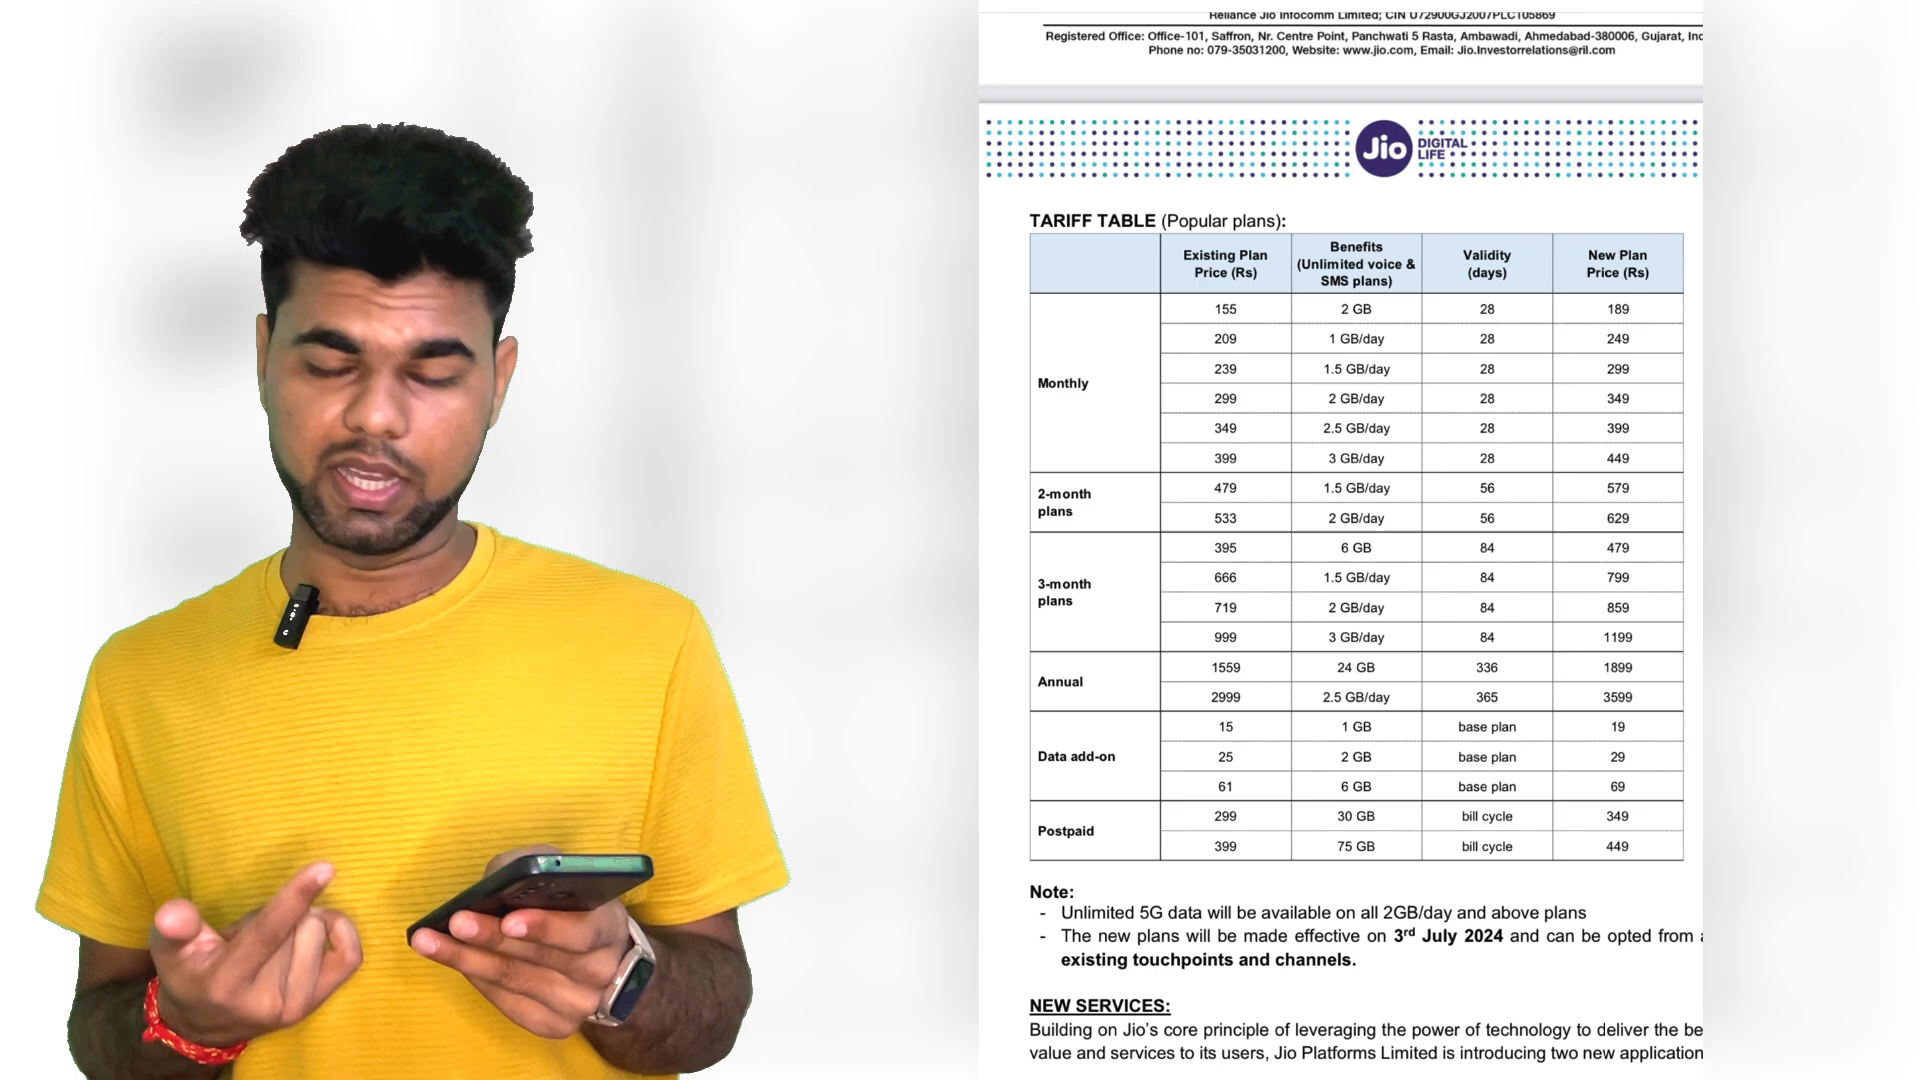 Reliance Jio Infocomm Limited; CIN U72900GJ2007PLC105869
Registered Office: Office-101, Saffron, Nr. Centre Point, Panchwati 5 Rasta, Ambawadi, Ahmedabad-380006, Gujarat,
Phone no: 079-35031200, Website: www.jio.com, Email: Jio.Investorrelations@ril.com
Jio DIGITAL
LIFE
TARIFF TABLE (Popular plans):
Existing Plan Price (Rs) Benefits (Unlimited voice & SMS plans) Validity (days) New Plan Price (Rs)
Monthly
155 2 GB 28 189
209 1 GB/day 28 249
239 1.5 GB/day 28 299
299 2 GB/day 28 349
349 2.5 GB/day 28 399
399 3 GB/day 28 449
2-month plans
479 1.5 GB/day 56 579
533 2 GB/day 56 629
3-month plans
395 6 GB 84 479
666 1.5 GB/day 84 799
719 2 GB/day 84 859
999 3 GB/day 84 1199
Annual
1559 24 GB 336 1899
2999 2.5 GB/day 365 3599
Data add-on
15 1 GB base plan 19
25 2 GB base plan 29
61 6 GB base plan 69
Postpaid
299 30 GB bill cycle 349
399 75 GB bill cycle 449
Note:
- Unlimited 5G data will be available on all 2GB/day and above plans
- The new plans will be made effective on 3rd July 2024 and can be opted from
existing touchpoints and channels.
NEW SERVICES:
Building on Jio's core principle of leveraging the power of technology to deliver the be
value and services to its users, Jio Platforms Limited is introducing two new application